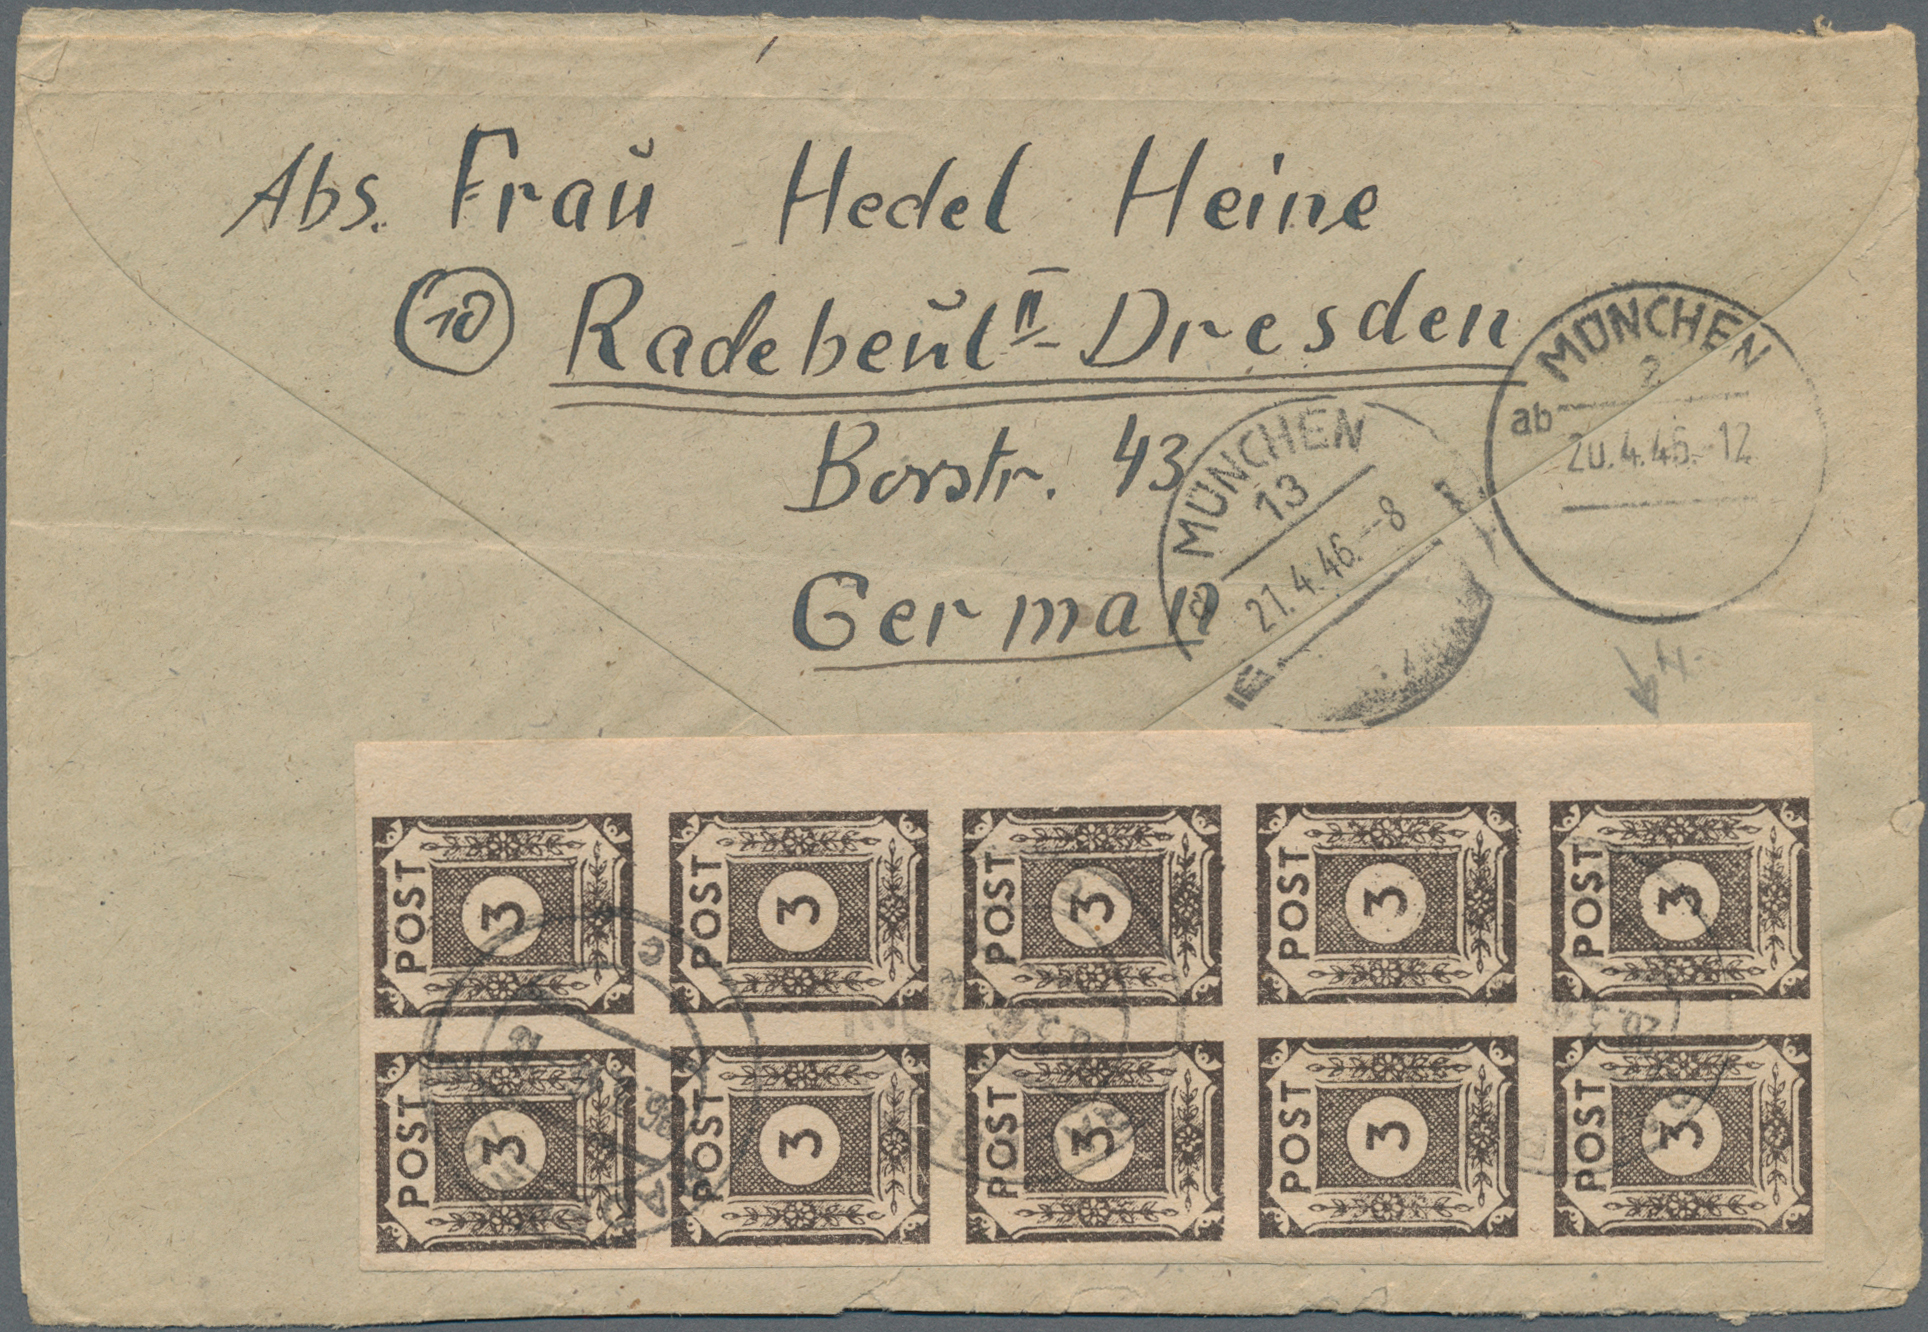 Abs. Frau Hedel Heine
(10) Radebeul II - Dresden
Borstr. 43
German
MÜNCHEN
2
ab
20.4.46.-12
MÜNCHEN
13
21.4.46.-8
POST 3
POST 3
POST 3
POST 3
POST 3
POST 3
POST 3
POST 3
POST 3
POST 3